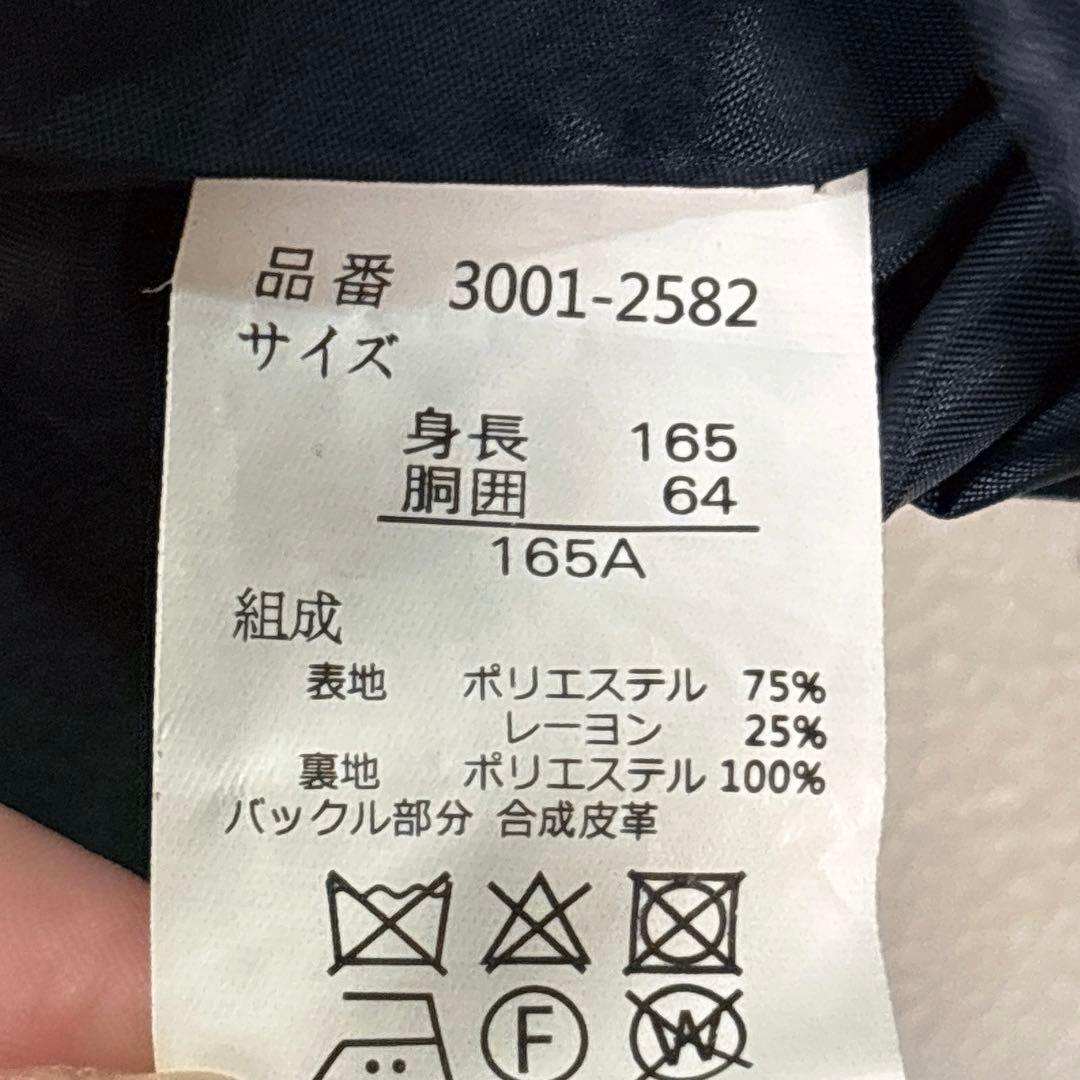 品番 3001-2582
サイズ
身長 165
胴囲 64
165A
組成
表地 ポリエステル 75%
レーヨン 25%
裏地 ポリエステル 100%
バックル部分 合成皮革
F
W